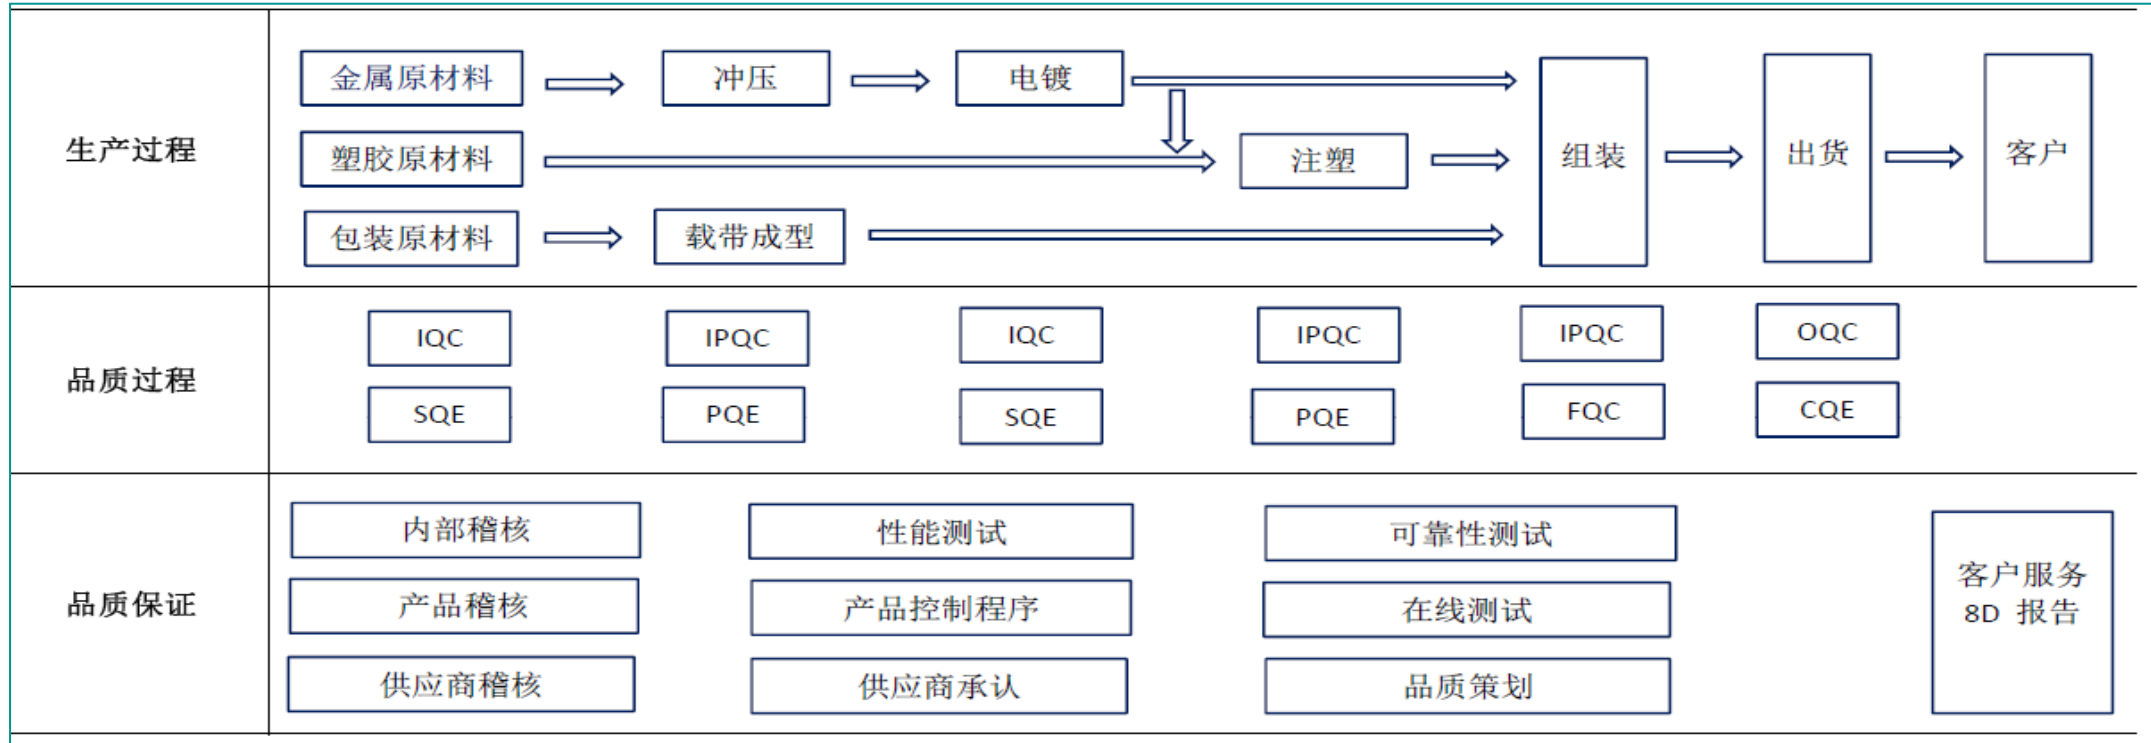 生产过程
金属原材料
冲压
电镀
塑胶原材料
注塑
包装原材料
载带成型
组装
出货
客户
品质过程
IQC
IPQC
IQC
IPQC
IPQC
OQC
SQE
PQE
SQE
PQE
FQC
CQE
品质保证
内部稽核
性能测试
可靠性测试
产品稽核
产品控制程序
在线测试
供应商稽核
供应商承认
品质策划
客户服务
8D 报告